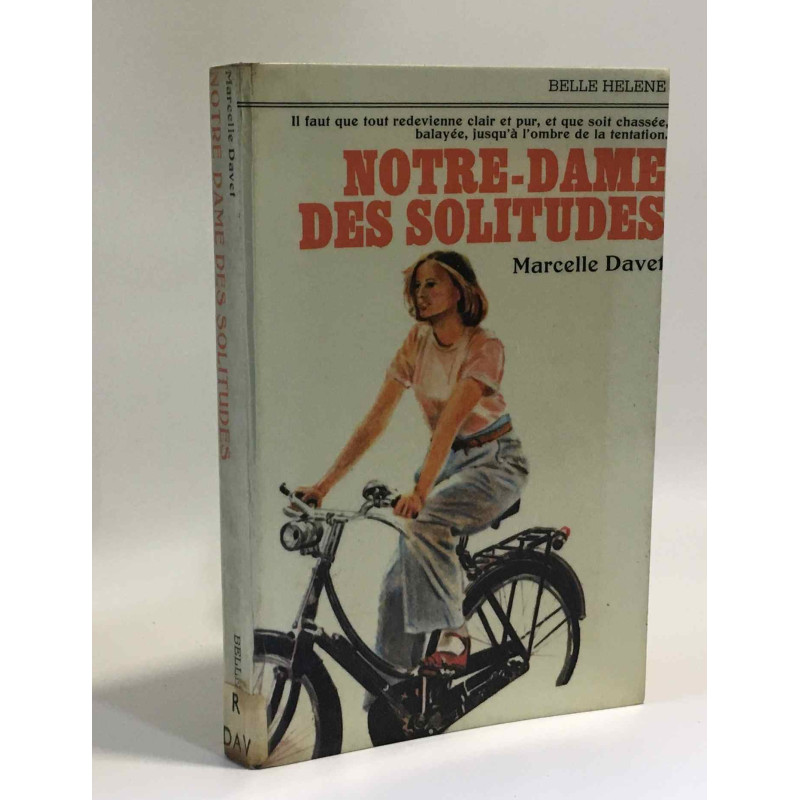 BELLE HELENE
Il faut que tout redevienne clair et pur, et que soit chassée,
balayée, jusqu'à l'ombre de la tentation.
NOTRE-DAME
DES SOLITUDES
Marcelle Davet
Marcelle Davet
NOTRE DAME DES SOLITUDES
BELLE
R
DAV